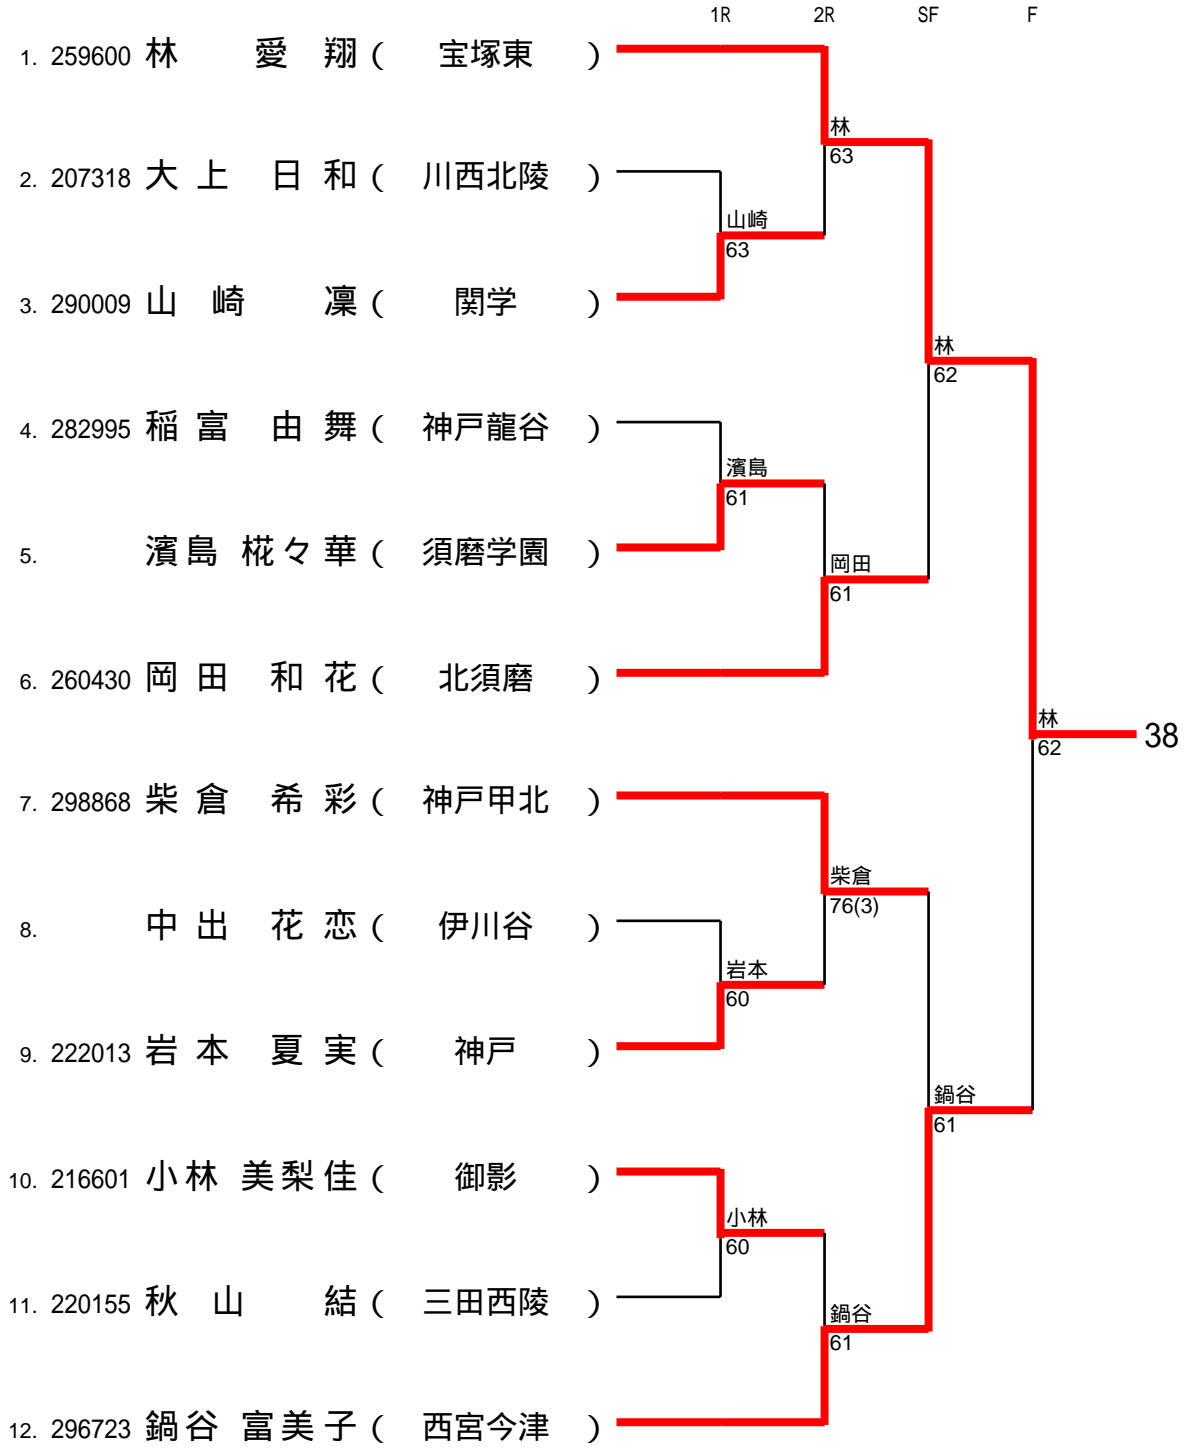 1R 2R SF F
1. 259600 林 愛 翔 ( 宝塚東 )
林
63
2. 207318 大 上 日 和 ( 川西北陵 )
山崎
63
3. 290009 山 崎 凜 ( 関学 )
林
62
4. 282995 稲 富 由 舞 ( 神戸龍谷 )
濱島
61
5. 濱 島 椛 々 華 ( 須磨学園 )
岡田
61
6. 260430 岡 田 和 花 ( 北須磨 )
林
62
38
7. 298868 柴 倉 希 彩 ( 神戸甲北 )
柴倉
76(3)
8. 中 出 花 恋 ( 伊川谷 )
岩本
60
9. 222013 岩 本 夏 実 ( 神戸 )
鍋谷
61
10. 216601 小 林 美 梨 佳 ( 御影 )
小林
60
11. 220155 秋 山 結 ( 三田西陵 )
鍋谷
61
12. 296723 鍋 谷 富 美 子 ( 西宮今津 )